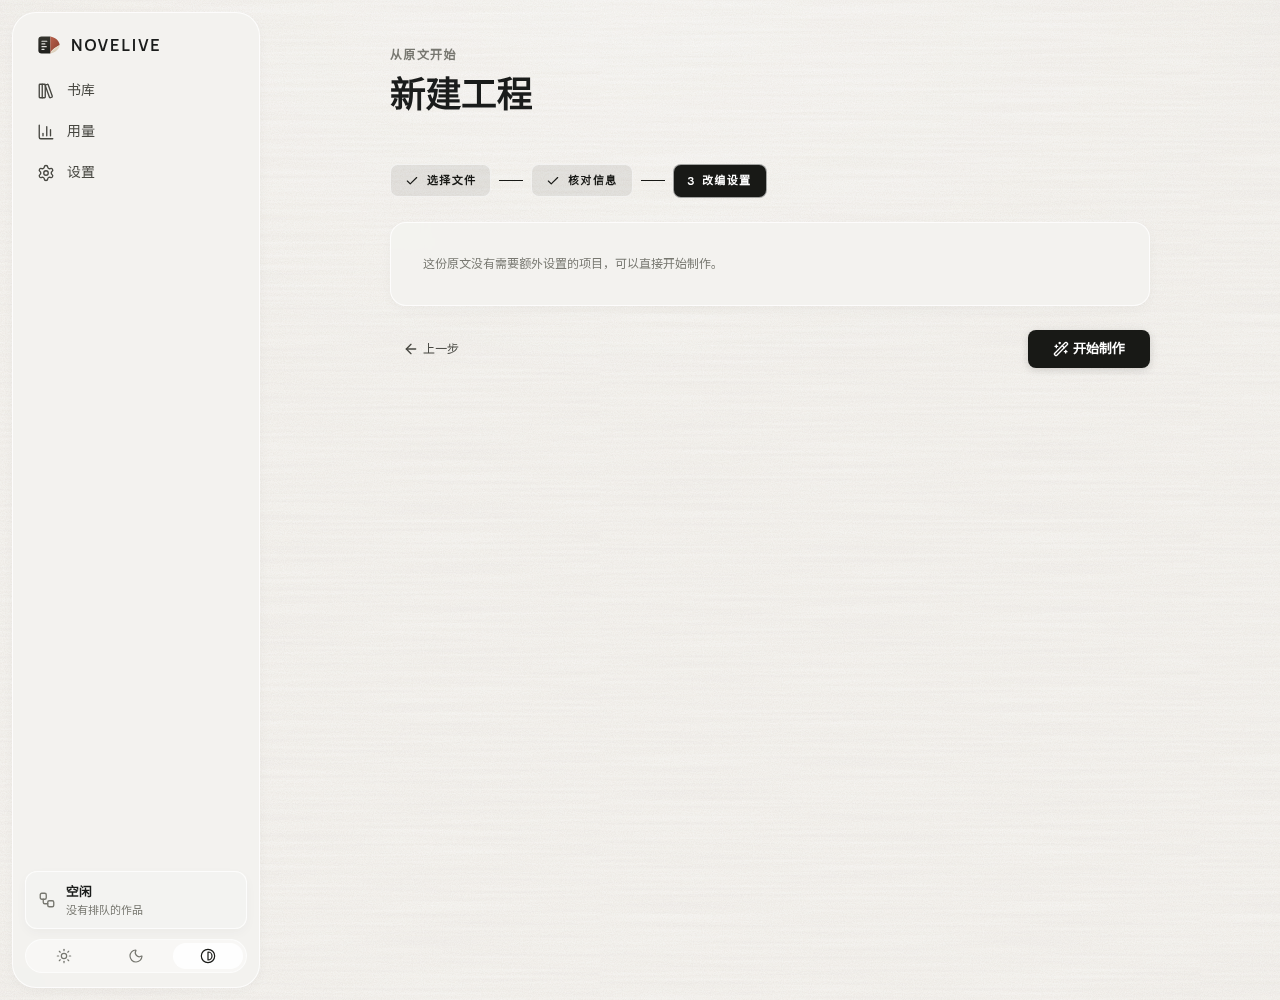 NOVELIVE
书库
用量
设置
从原文开始
新建工程
选择文件
核对信息
3 改编设置
这份原文没有需要额外设置的项目，可以直接开始制作。
上一步
开始制作
空闲
没有排队的作品